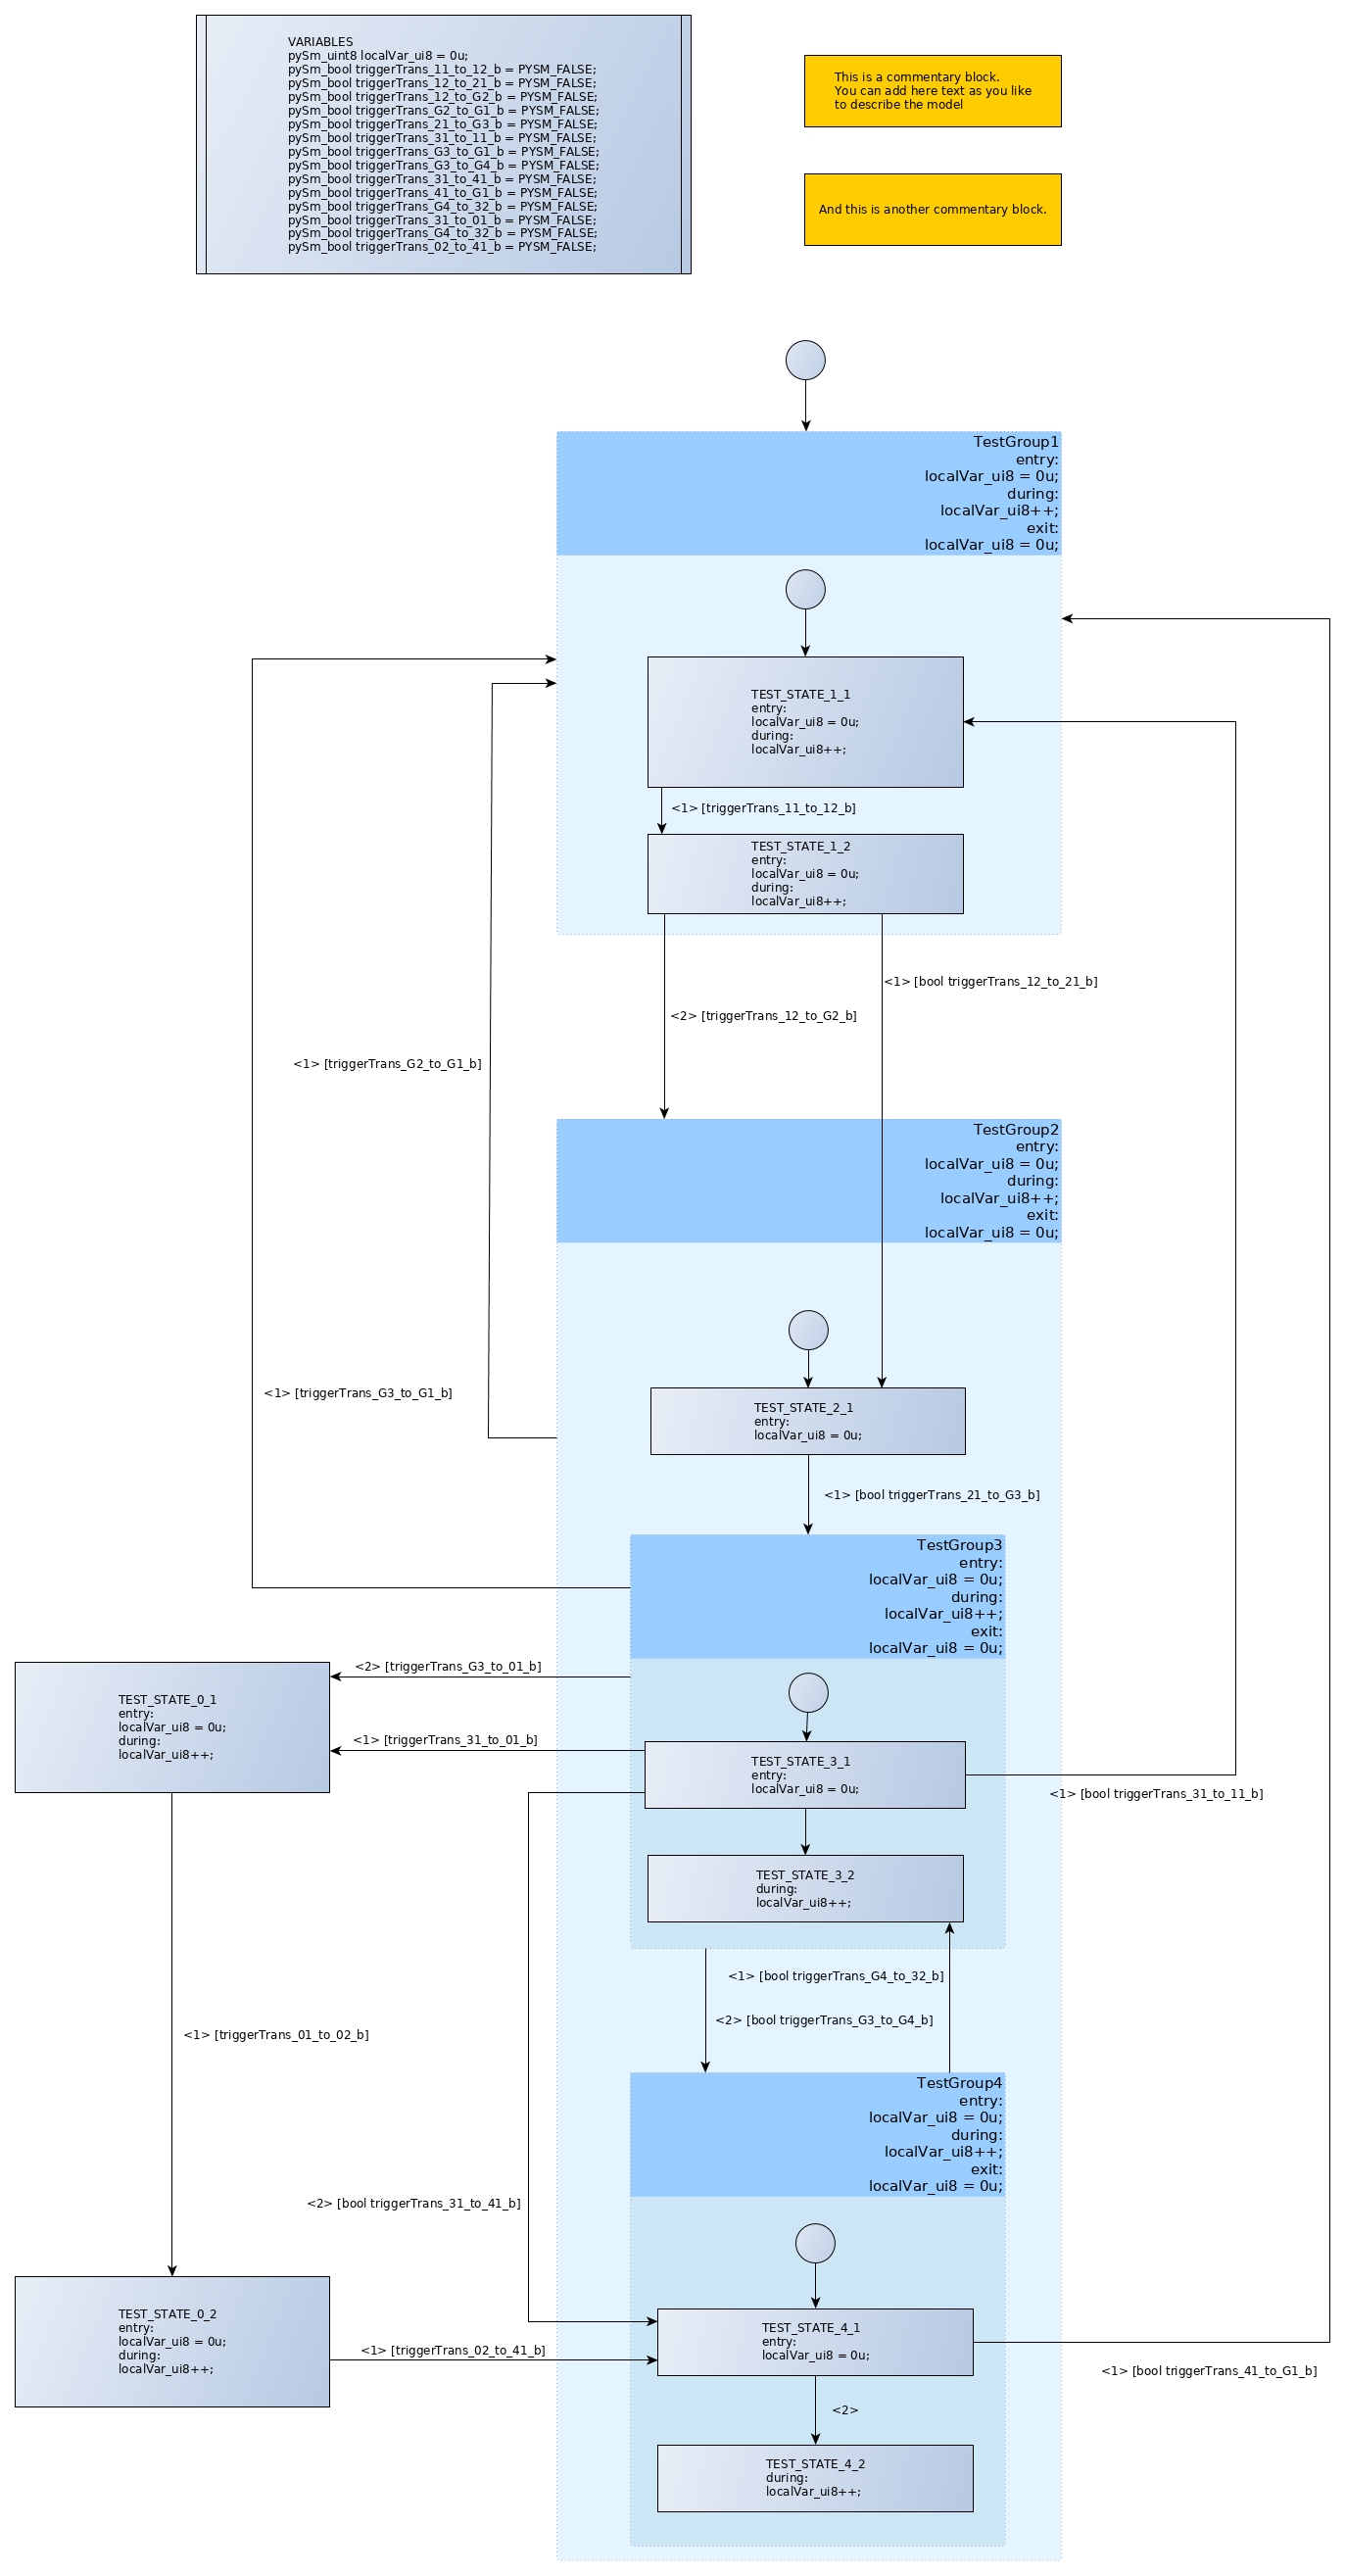 VARIABLES
pySm_uint8 localVar_ui8 = 0u;
pySm_bool triggerTrans_11_to_12_b = PYSM_FALSE;
pySm_bool triggerTrans_12_to_21_b = PYSM_FALSE;
pySm_bool triggerTrans_12_to_G2_b = PYSM_FALSE;
pySm_bool triggerTrans_G2_to_G1_b = PYSM_FALSE;
pySm_bool triggerTrans_21_to_G3_b = PYSM_FALSE;
pySm_bool triggerTrans_31_to_11_b = PYSM_FALSE;
pySm_bool triggerTrans_G3_to_G1_b = PYSM_FALSE;
pySm_bool triggerTrans_G3_to_G4_b = PYSM_FALSE;
pySm_bool triggerTrans_31_to_41_b = PYSM_FALSE;
pySm_bool triggerTrans_41_to_G1_b = PYSM_FALSE;
pySm_bool triggerTrans_G4_to_32_b = PYSM_FALSE;
pySm_bool triggerTrans_31_to_01_b = PYSM_FALSE;
pySm_bool triggerTrans_G4_to_32_b = PYSM_FALSE;
pySm_bool triggerTrans_02_to_41_b = PYSM_FALSE;
This is a commentary block.
You can add here text as you like
to describe the model
And this is another commentary block.
TestGroup1
entry:
localVar_ui8 = 0u;
during:
localVar_ui8++;
exit:
localVar_ui8 = 0u;
TEST_STATE_1_1
entry:
localVar_ui8 = 0u;
during:
localVar_ui8++;
<1> [triggerTrans_11_to_12_b]
TEST_STATE_1_2
entry:
localVar_ui8 = 0u;
during:
localVar_ui8++;
<1> [bool triggerTrans_12_to_21_b]
<2> [triggerTrans_12_to_G2_b]
<1> [triggerTrans_G2_to_G1_b]
TestGroup2
entry:
localVar_ui8 = 0u;
during:
localVar_ui8++;
exit:
localVar_ui8 = 0u;
<1> [triggerTrans_G3_to_G1_b]
TEST_STATE_2_1
entry:
localVar_ui8 = 0u;
<1> [bool triggerTrans_21_to_G3_b]
TestGroup3
entry:
localVar_ui8 = 0u;
during:
localVar_ui8++;
exit:
localVar_ui8 = 0u;
<2> [triggerTrans_G3_to_01_b]
TEST_STATE_0_1
entry:
localVar_ui8 = 0u;
during:
localVar_ui8++;
<1> [triggerTrans_31_to_01_b]
TEST_STATE_3_1
entry:
localVar_ui8 = 0u;
<1> [bool triggerTrans_31_to_11_b]
TEST_STATE_3_2
during:
localVar_ui8++;
<1> [bool triggerTrans_G4_to_32_b]
<2> [bool triggerTrans_G3_to_G4_b]
<1> [triggerTrans_01_to_02_b]
TestGroup4
entry:
localVar_ui8 = 0u;
during:
localVar_ui8++;
exit:
localVar_ui8 = 0u;
<2> [bool triggerTrans_31_to_41_b]
TEST_STATE_0_2
entry:
localVar_ui8 = 0u;
during:
localVar_ui8++;
<1> [triggerTrans_02_to_41_b]
TEST_STATE_4_1
entry:
localVar_ui8 = 0u;
<1> [bool triggerTrans_41_to_G1_b]
<2>
TEST_STATE_4_2
during:
localVar_ui8++;